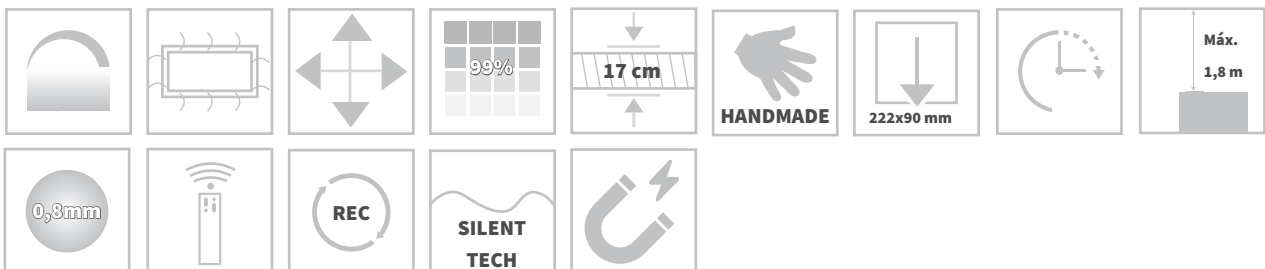 99%
17 cm
HANDMADE
222x90 mm
Máx.
1,8 m
0,8mm
REC
SILENT
TECH